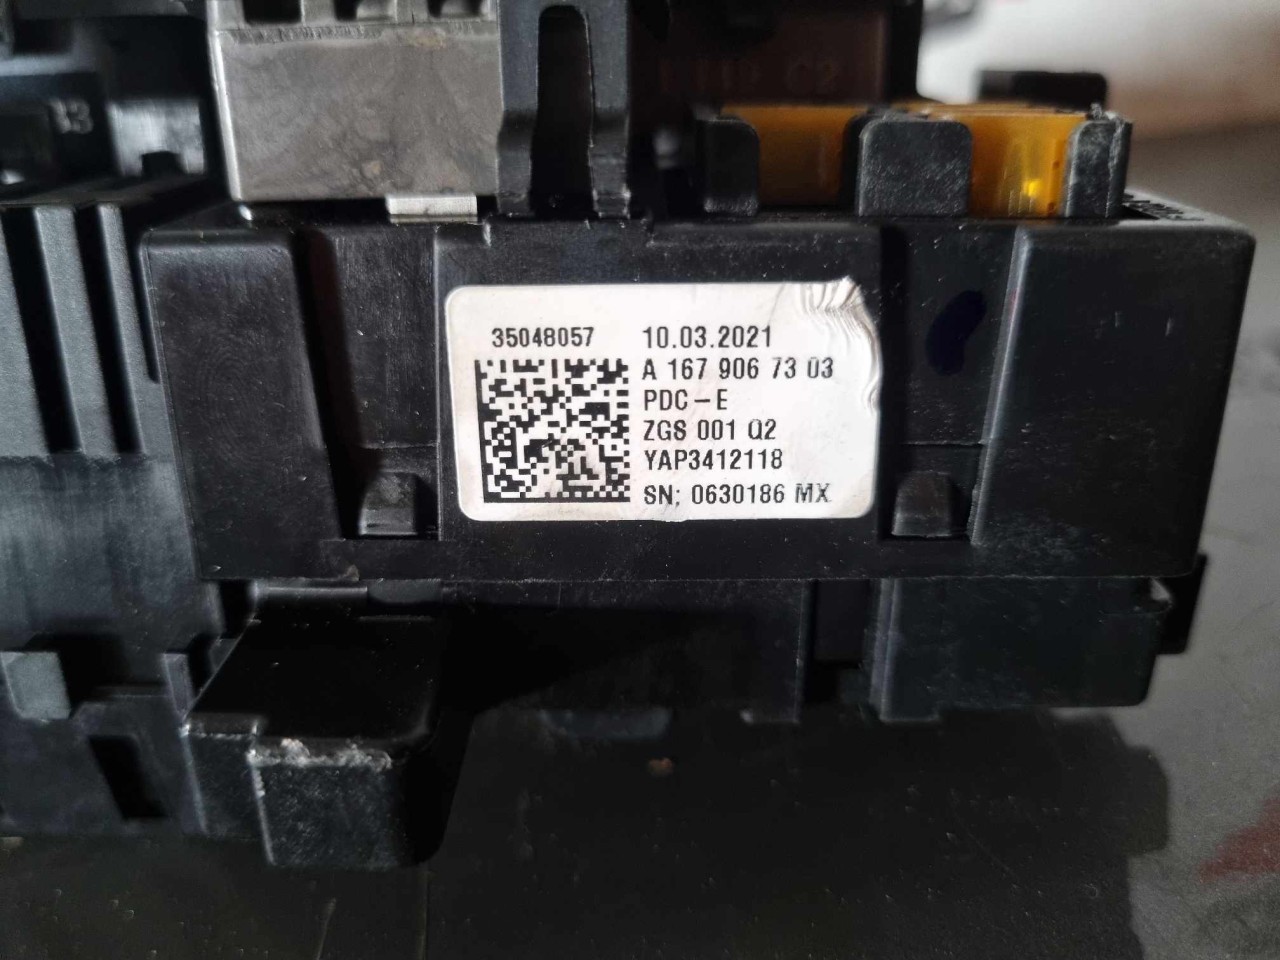 35048057 10.03.2021
A 167 906 73 03
PDC-E
ZGS 001 Q2
YAP3412118
SN; 0630186 MX